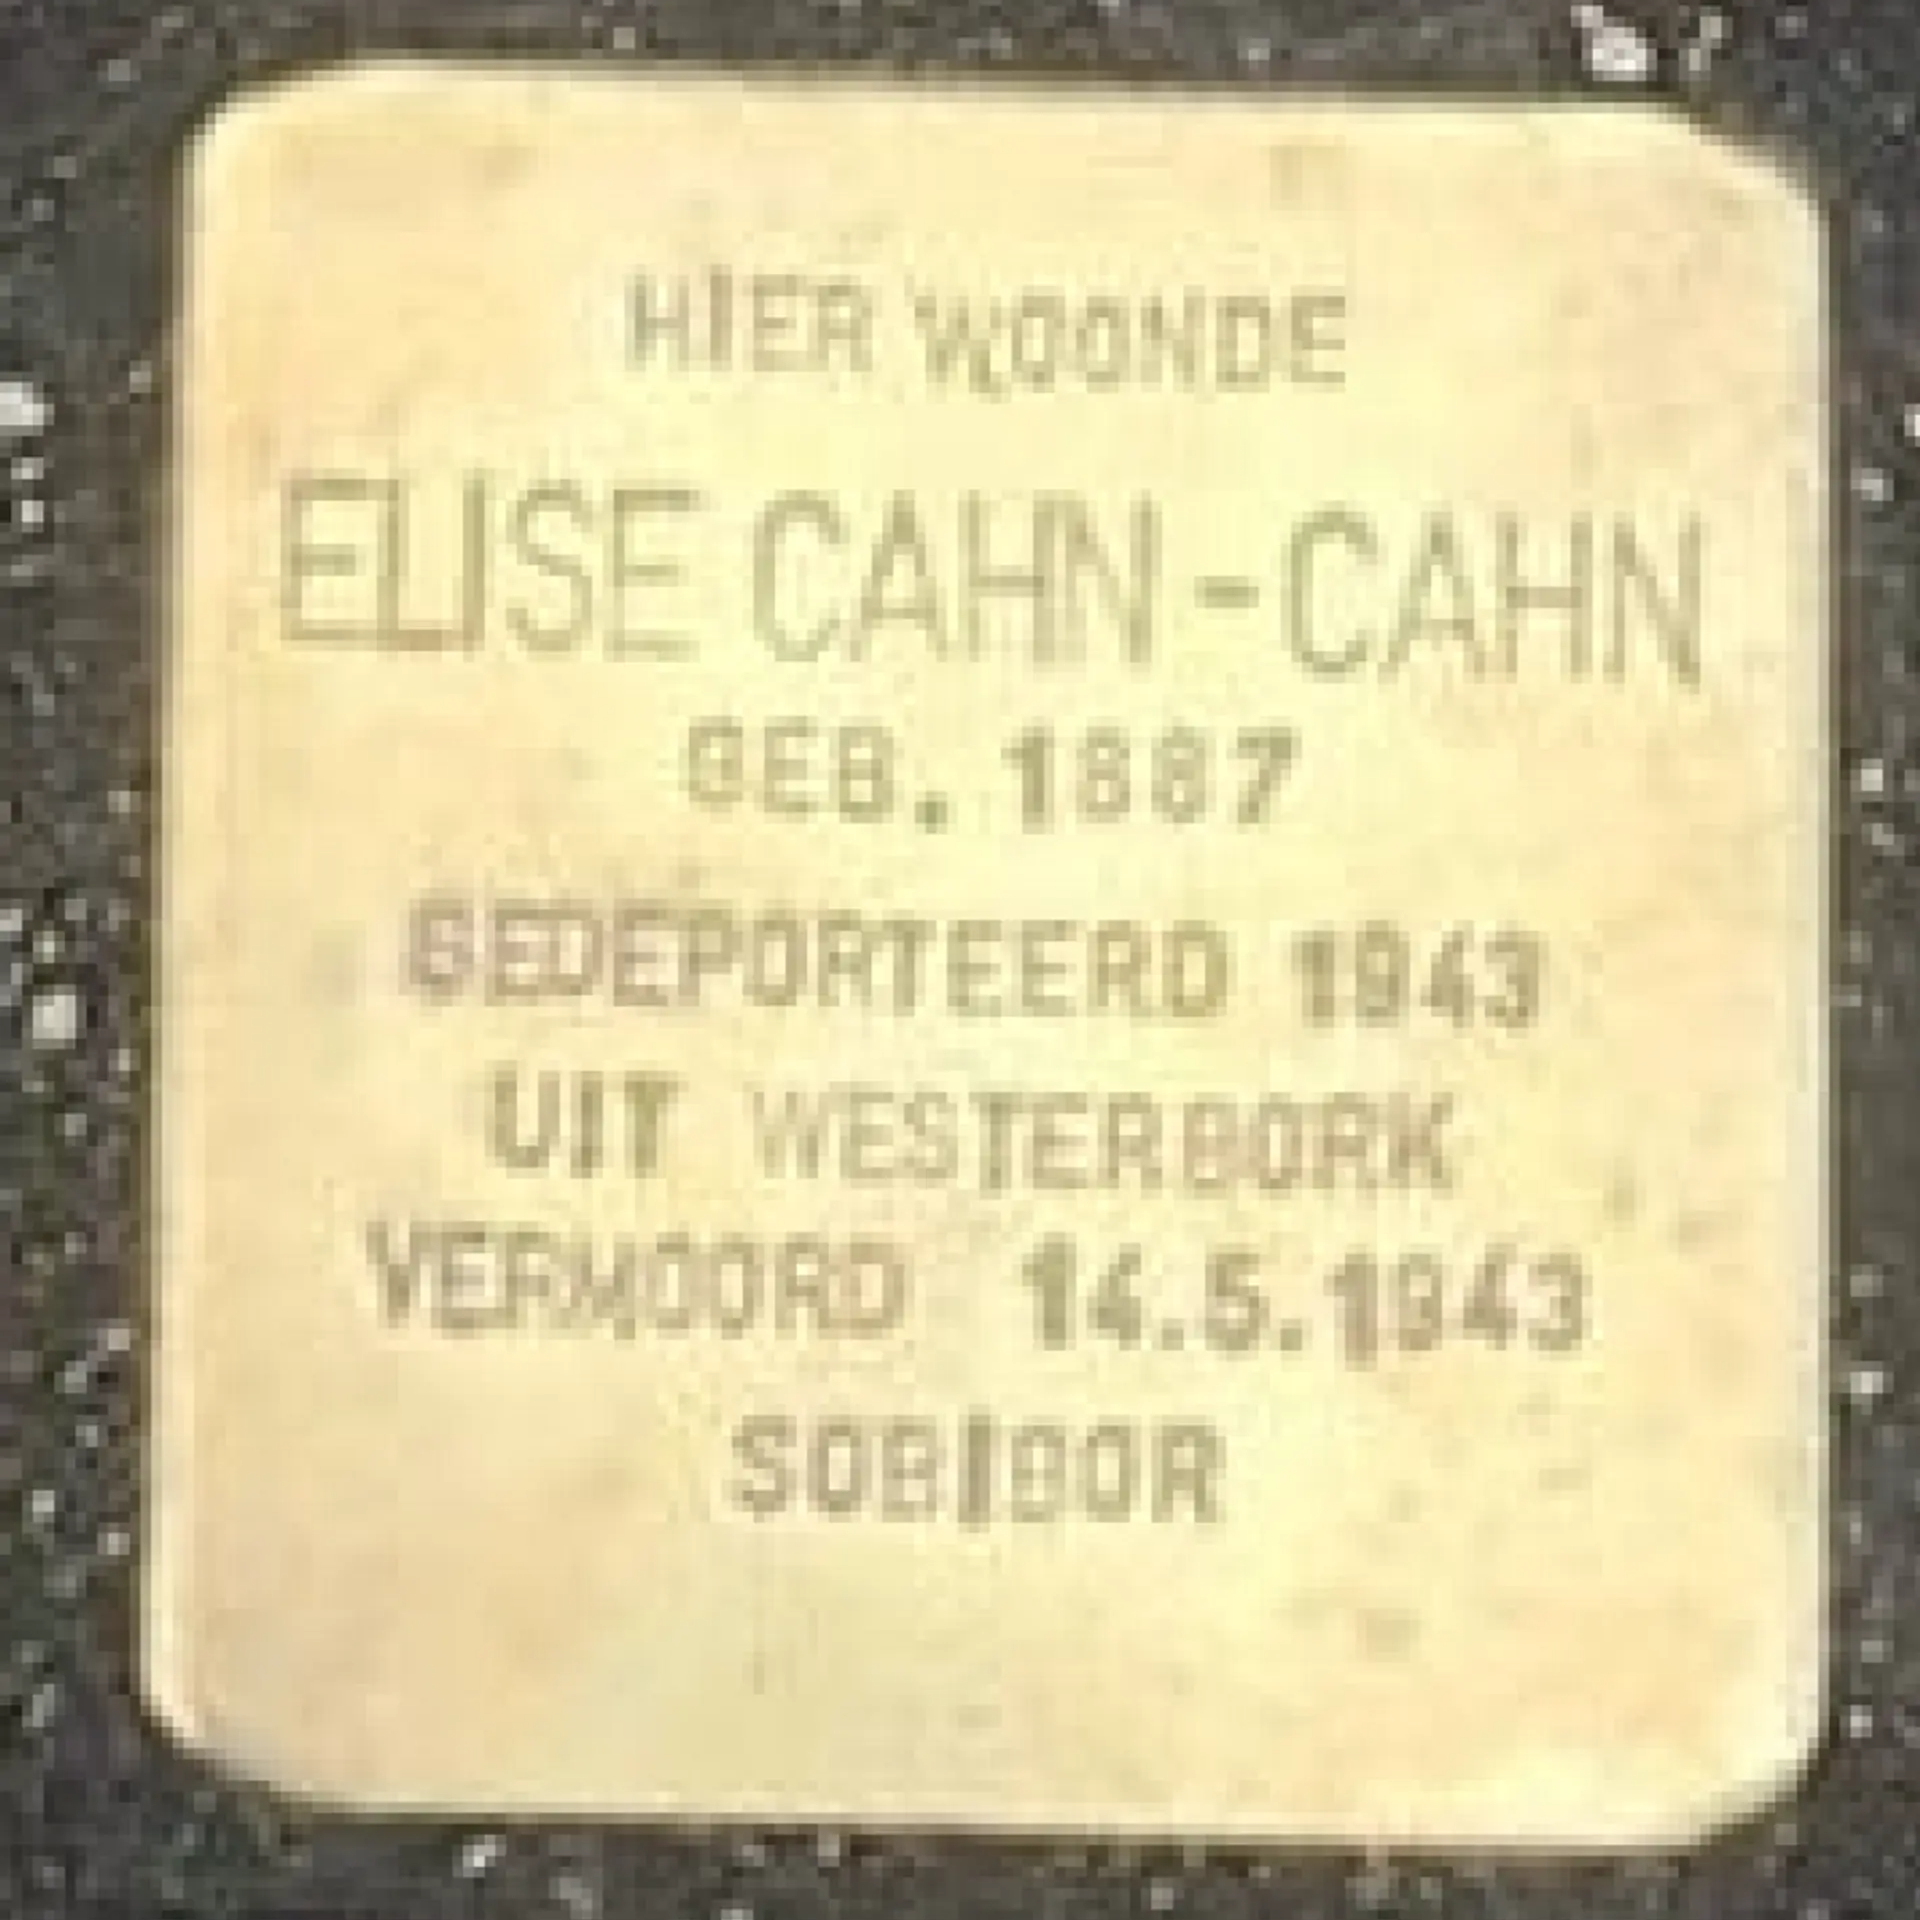 HIER WOONDE
ELISE CAHN-CAHN
GEB. 1887
GEDEPORTEERD 1943
UIT WESTERBORK
VERMOORD 14.5.1943
SOBIBOR